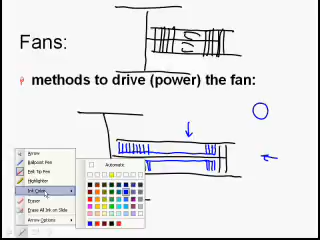 Fans:
methods to drive (power) the fan:
Arrow
Ballpoint Pen
Felt Tip Pen
Highlighter
Ink Color
Eraser
Erase All Ink on Slide
Arrow Options
Automatic